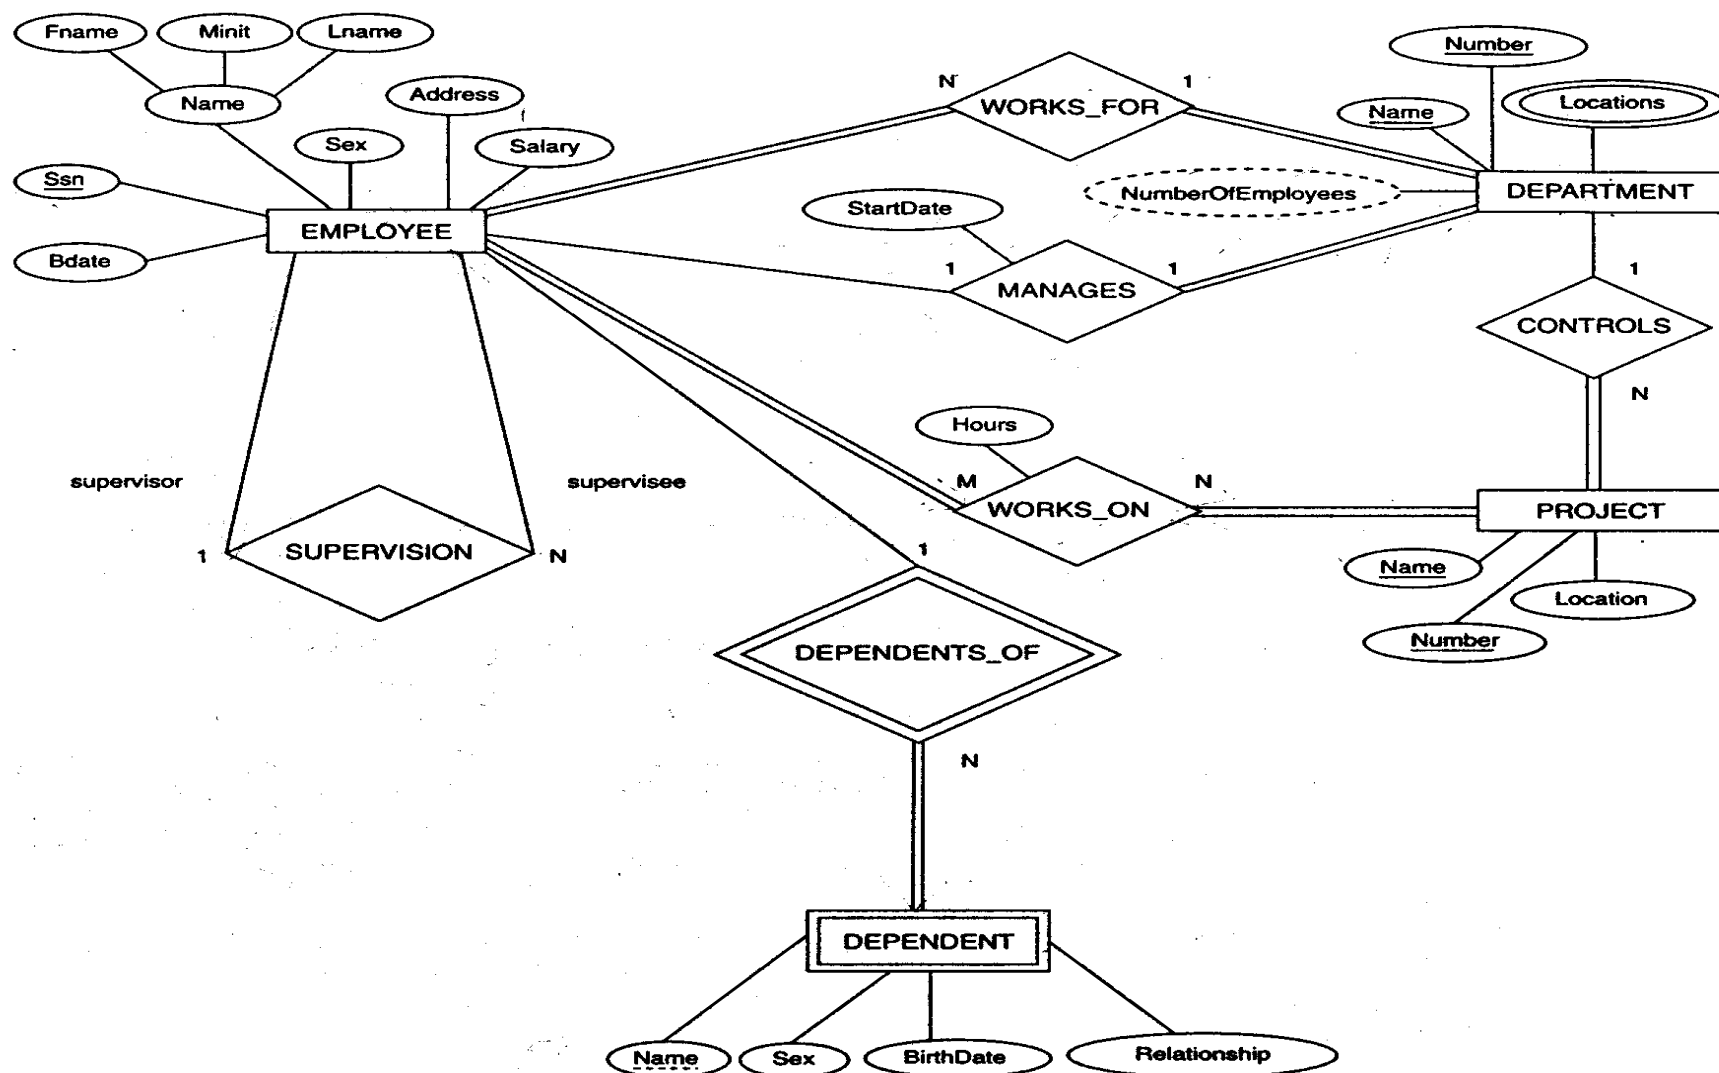 Fname
Minit
Lname
Number
Name
Address
N
WORKS_FOR
1
Name
Locations
Sex
Salary
Ssn
NumberOfEmployees
DEPARTMENT
StartDate
EMPLOYEE
Bdate
1
MANAGES
1
1
CONTROLS
N
Hours
supervisor
supervisee
M
WORKS_ON
N
PROJECT
1
SUPERVISION
N
1
Name
Location
Number
DEPENDENTS_OF
N
DEPENDENT
Name
Sex
BirthDate
Relationship